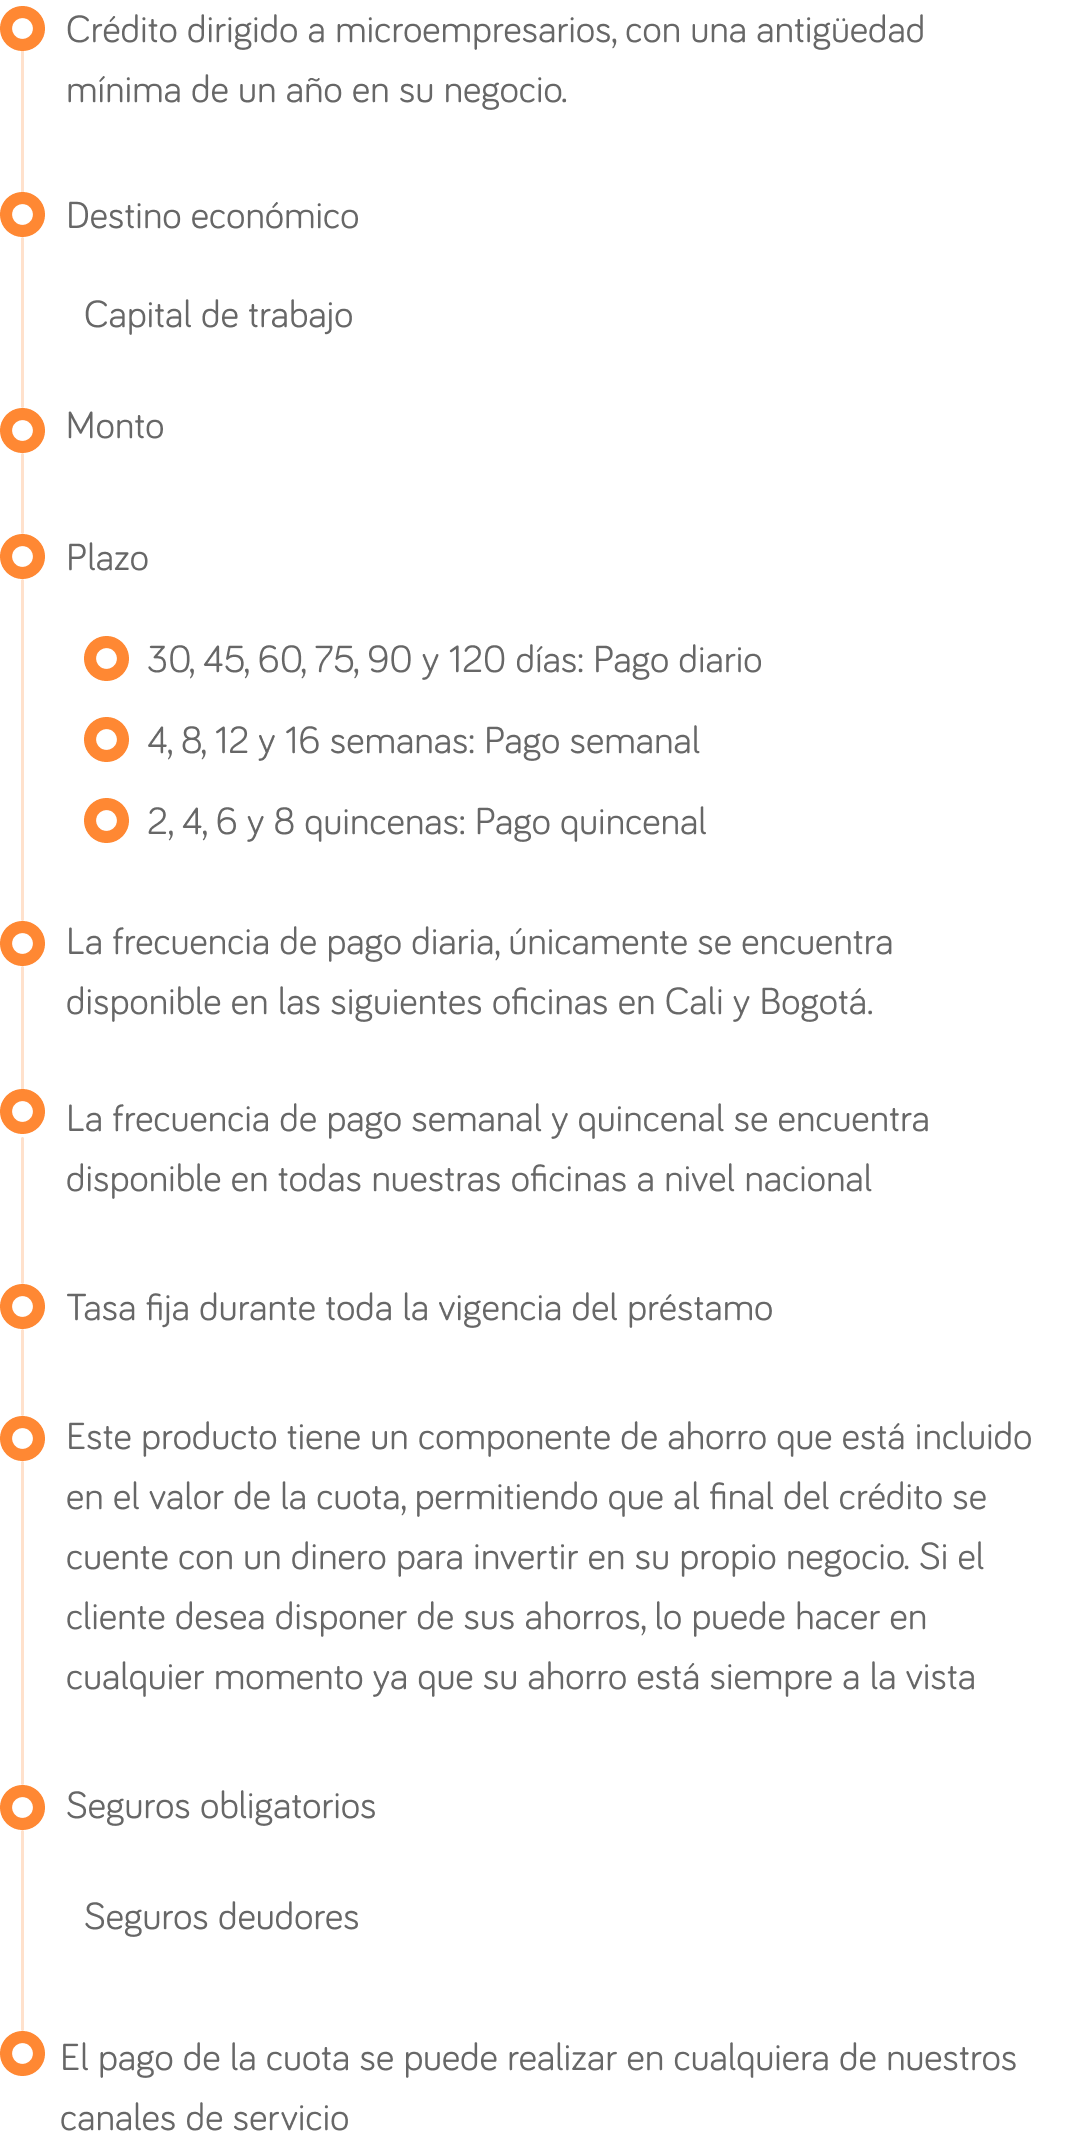 Crédito dirigido a microempresarios, con una antigüedad
mínima de un año en su negocio.
Destino económico
Capital de trabajo
Monto
Plazo
30, 45, 60, 75, 90 y 120 días: Pago diario
4, 8, 12 y 16 semanas: Pago semanal
2, 4, 6 y 8 quincenas: Pago quincenal
La frecuencia de pago diaria, únicamente se encuentra
disponible en las siguientes oficinas en Cali y Bogotá.
La frecuencia de pago semanal y quincenal se encuentra
disponible en todas nuestras oficinas a nivel nacional
Tasa fija durante toda la vigencia del préstamo
Este producto tiene un componente de ahorro que está incluido
en el valor de la cuota, permitiendo que al final del crédito se
cuente con un dinero para invertir en su propio negocio. Si el
cliente desea disponer de sus ahorros, lo puede hacer en
cualquier momento ya que su ahorro está siempre a la vista
Seguros obligatorios
Seguros deudores
El pago de la cuota se puede realizar en cualquiera de nuestros
canales de servicio